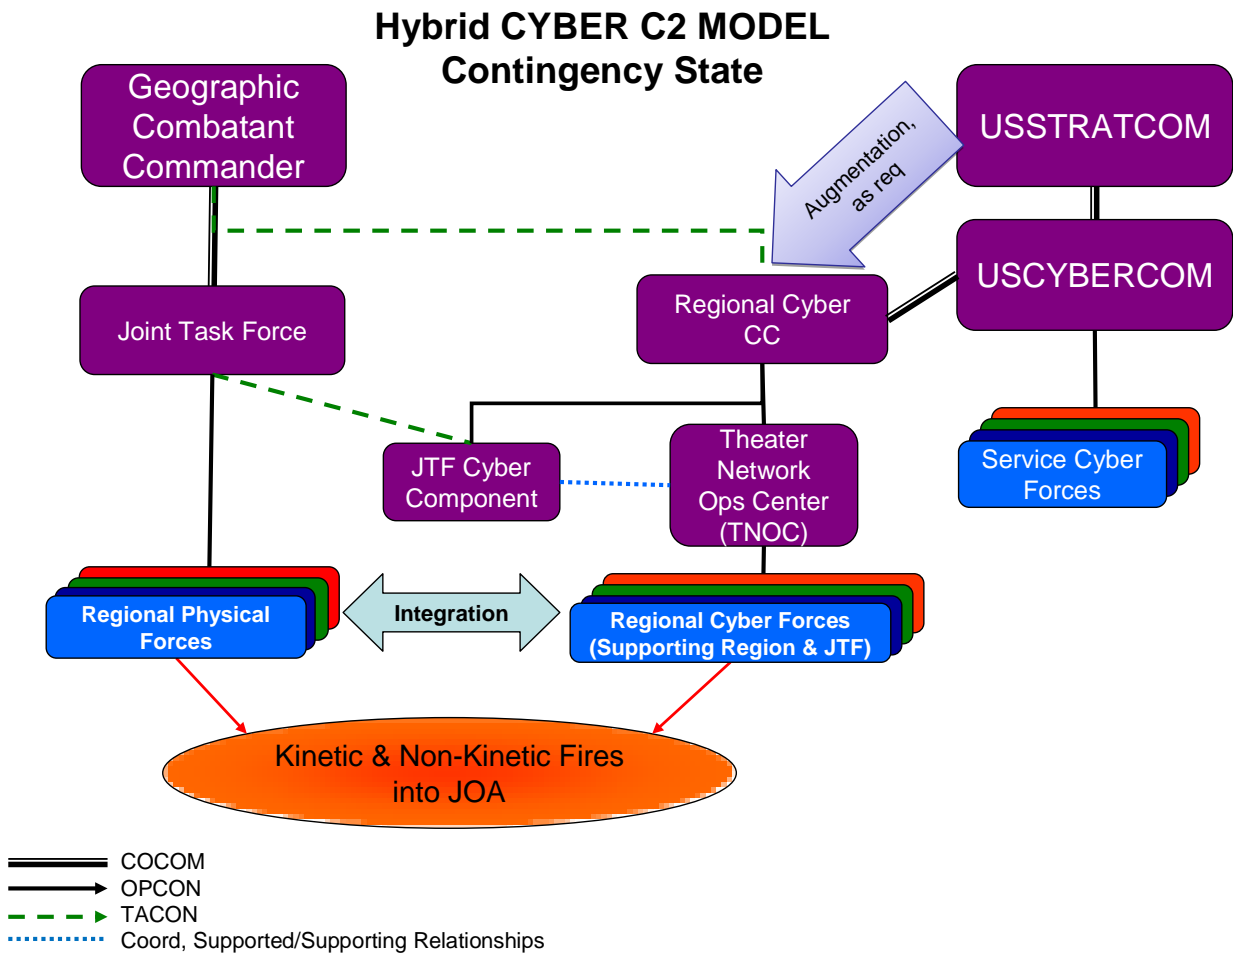 Hybrid CYBER C2 MODEL
Contingency State
Geographic
Combatant
Commander
Augmentation,
as req
USSTRATCOM
USCYBERCOM
Regional Cyber
CC
Joint Task Force
JTF Cyber
Component
Theater
Network
Ops Center
(TNOC)
Service Cyber
Forces
Regional Physical
Forces
Integration
Regional Cyber Forces
(Supporting Region & JTF)
Kinetic & Non-Kinetic Fires
into JOA
COCOM
OPCON
TACON
Coord, Supported/Supporting Relationships